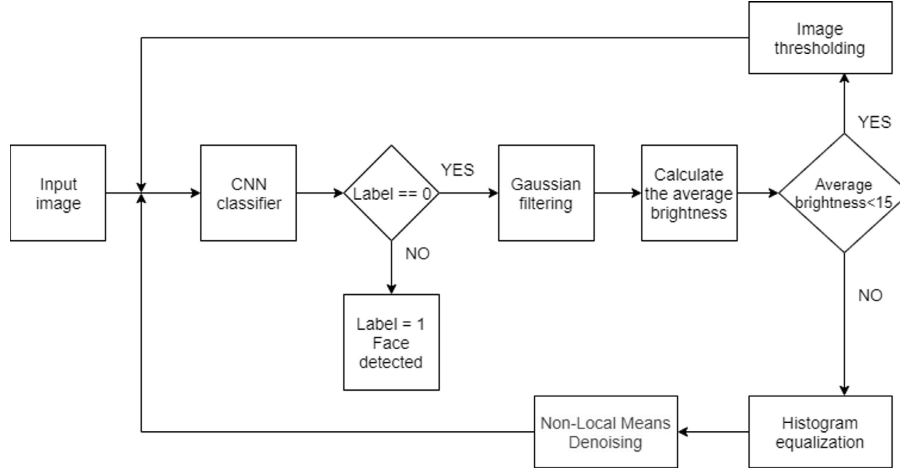 Image
thresholding
YES
Input
image
CNN
classifier
Label == 0
YES
Gaussian
filtering
Calculate
the average
brightness
Average
brightness<15
NO
Label = 1
Face
detected
NO
Non-Local Means
Denoising
Histogram
equalization